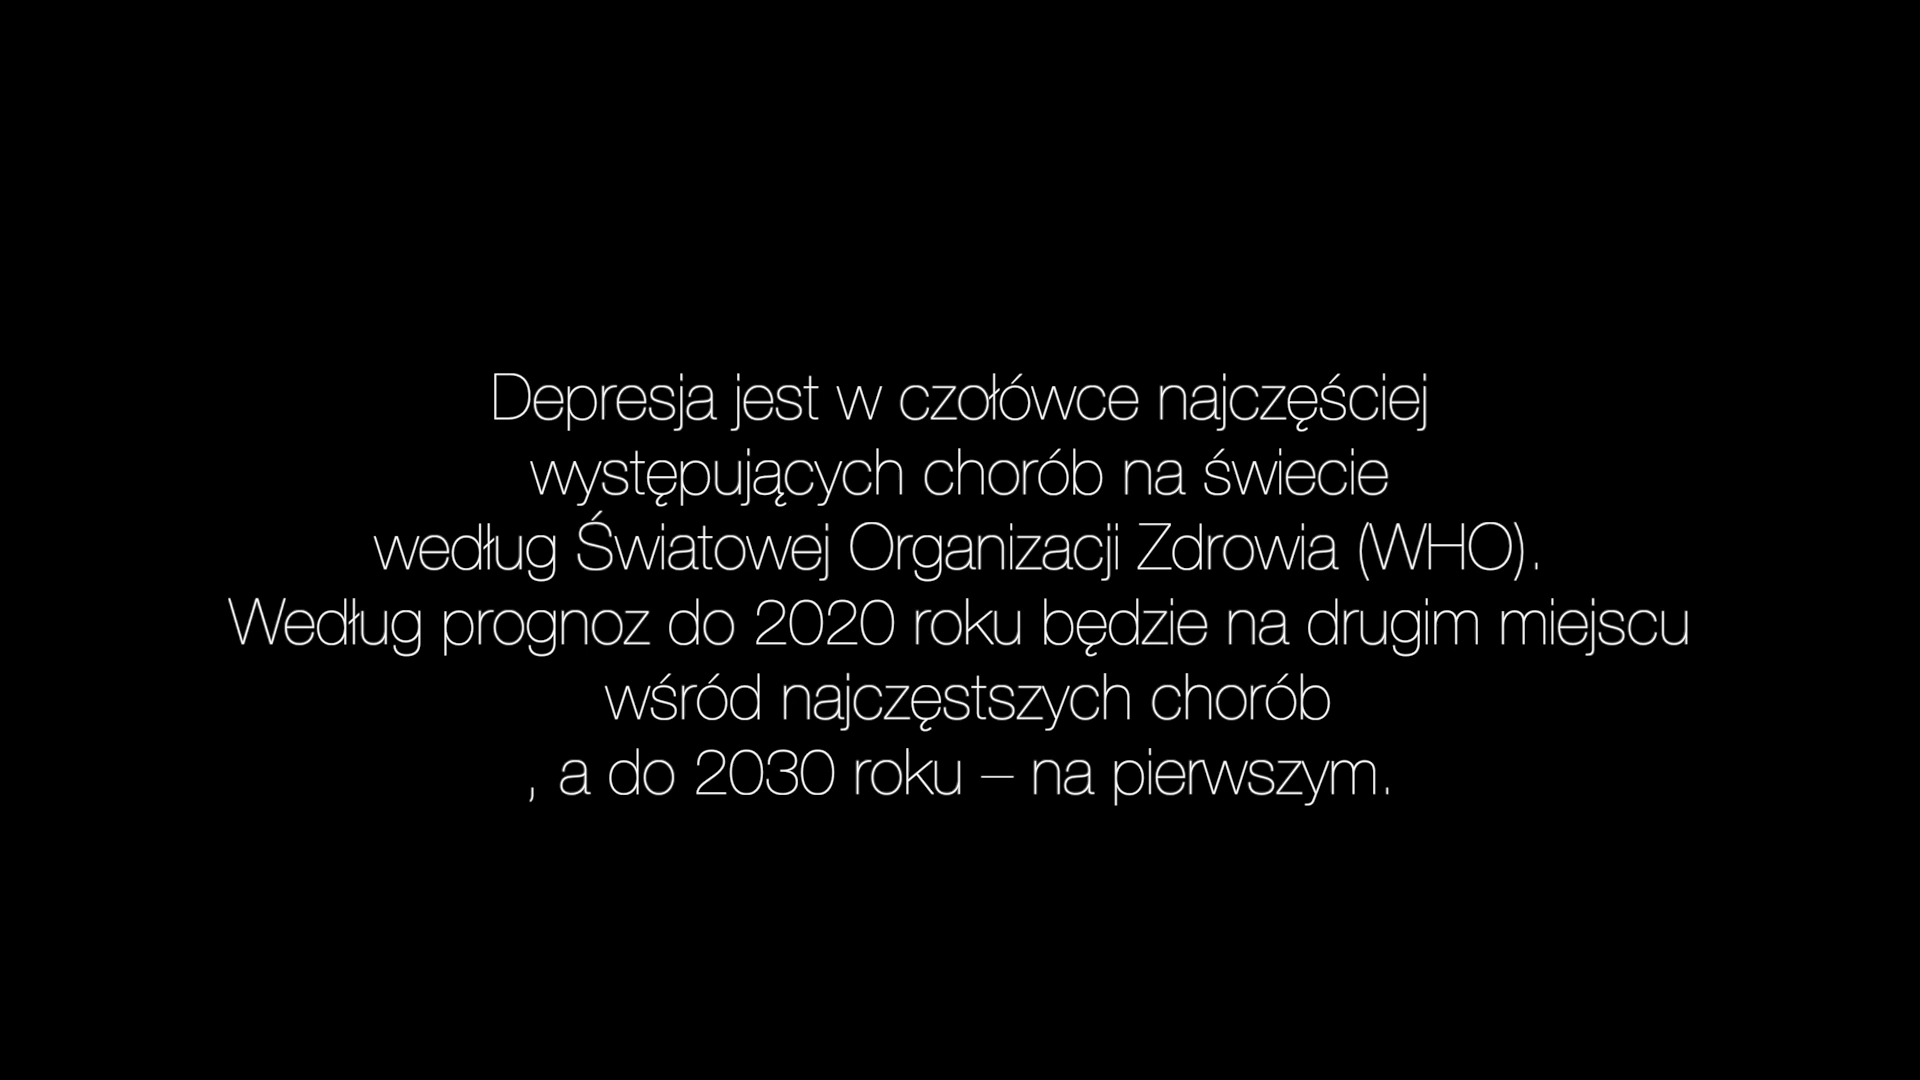 Depresja jest w czołówce najczęściej
występujących chorób na świecie
według Światowej Organizacji Zdrowia (WHO).
Według prognoz do 2020 roku będzie na drugim miejscu
wśród najczęstszych chorób
, a do 2030 roku – na pierwszym.